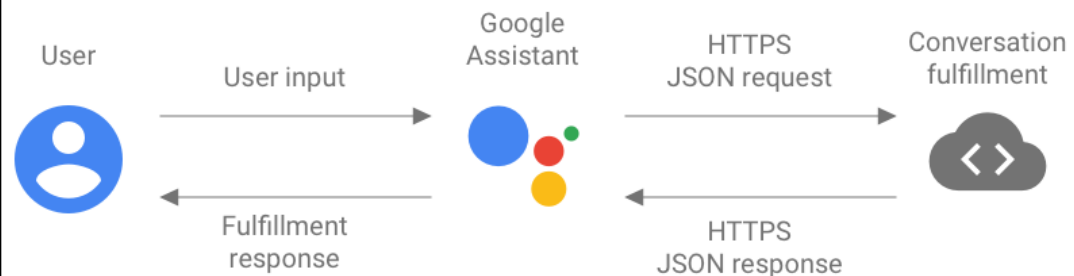 User
User input
Fulfillment
response
Google
Assistant
HTTPS
JSON request
HTTPS
JSON response
Conversation
fulfillment
< >